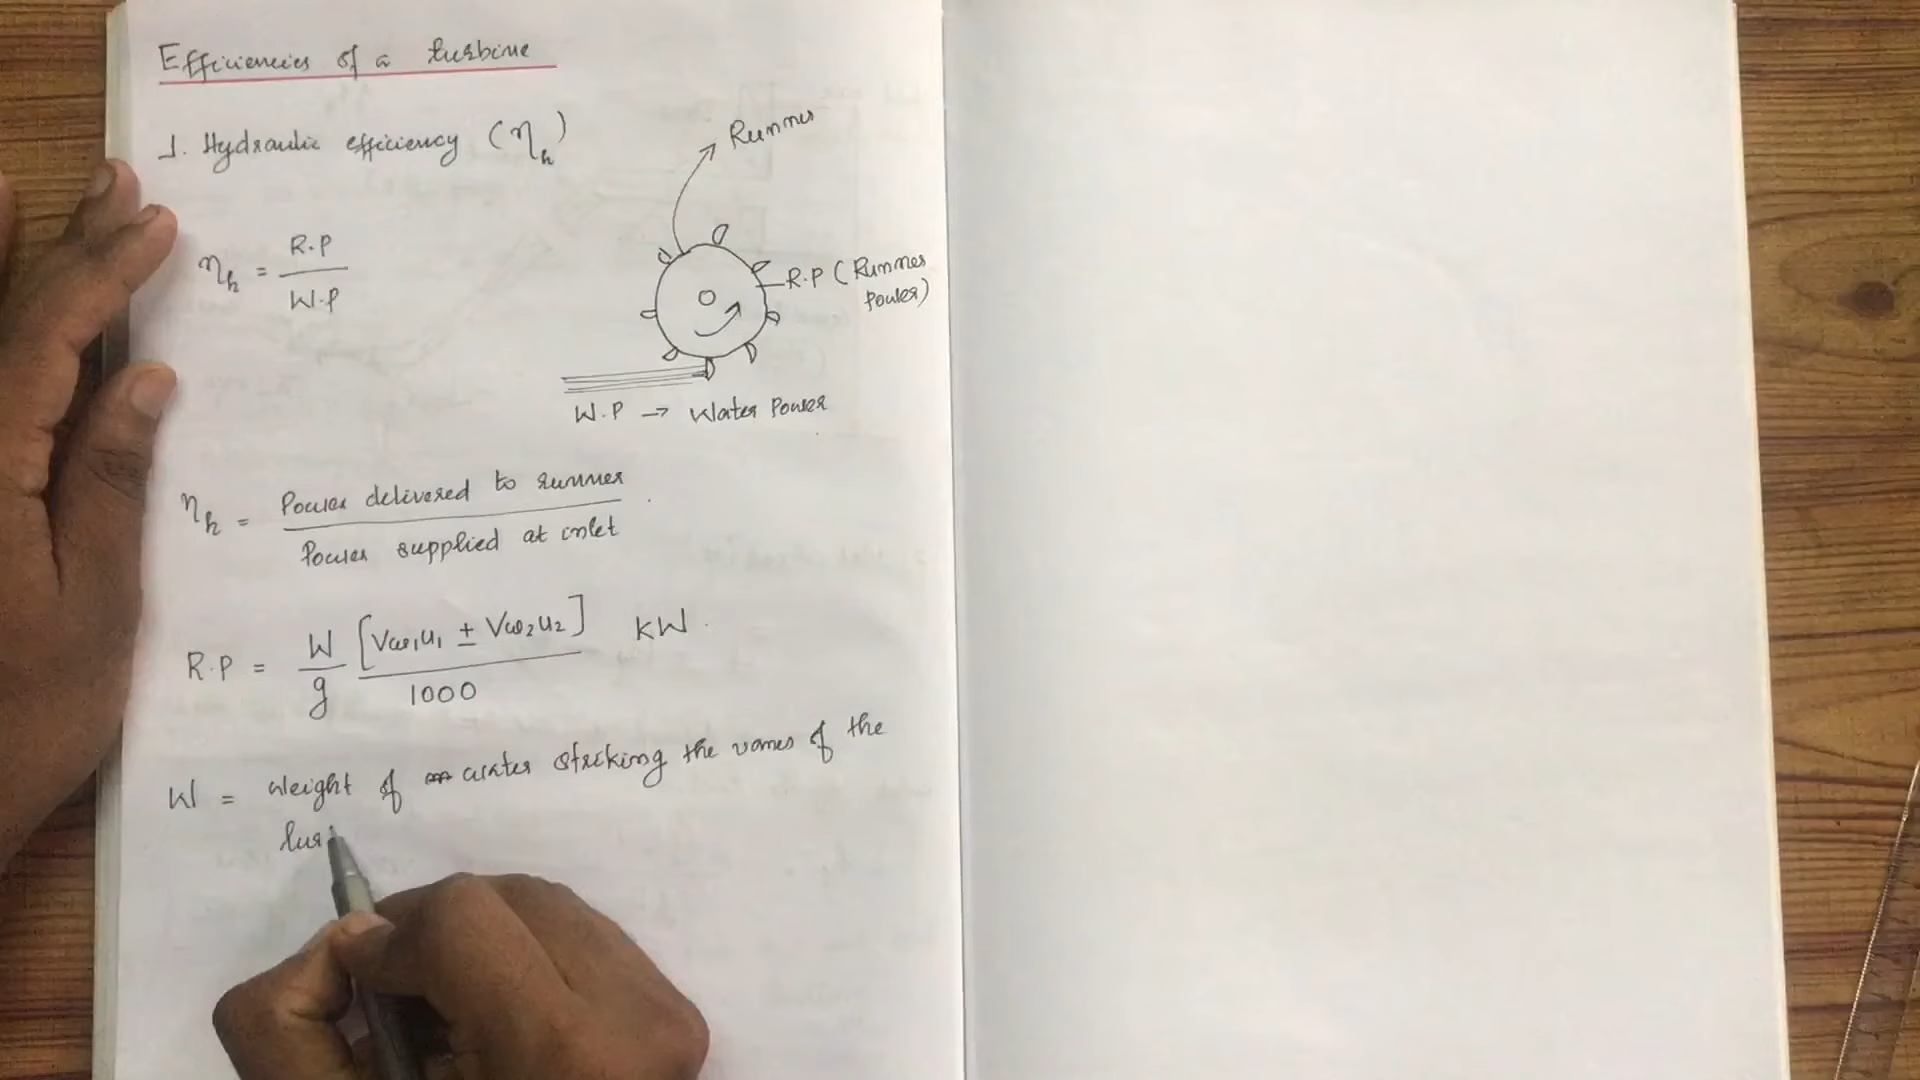 Efficiencies of a turbine
1. Hydraulic efficiency (ηh)
Runner
ηh = R.P / W.P
R.P (Runner
Power)
W.P → Water Power
ηh = Power delivered to runner / Power supplied at inlet
R.P = W/g [Vw1u1 ± Vw2u2] / 1000 KW.
W = weight of water striking the vanes of the
tur